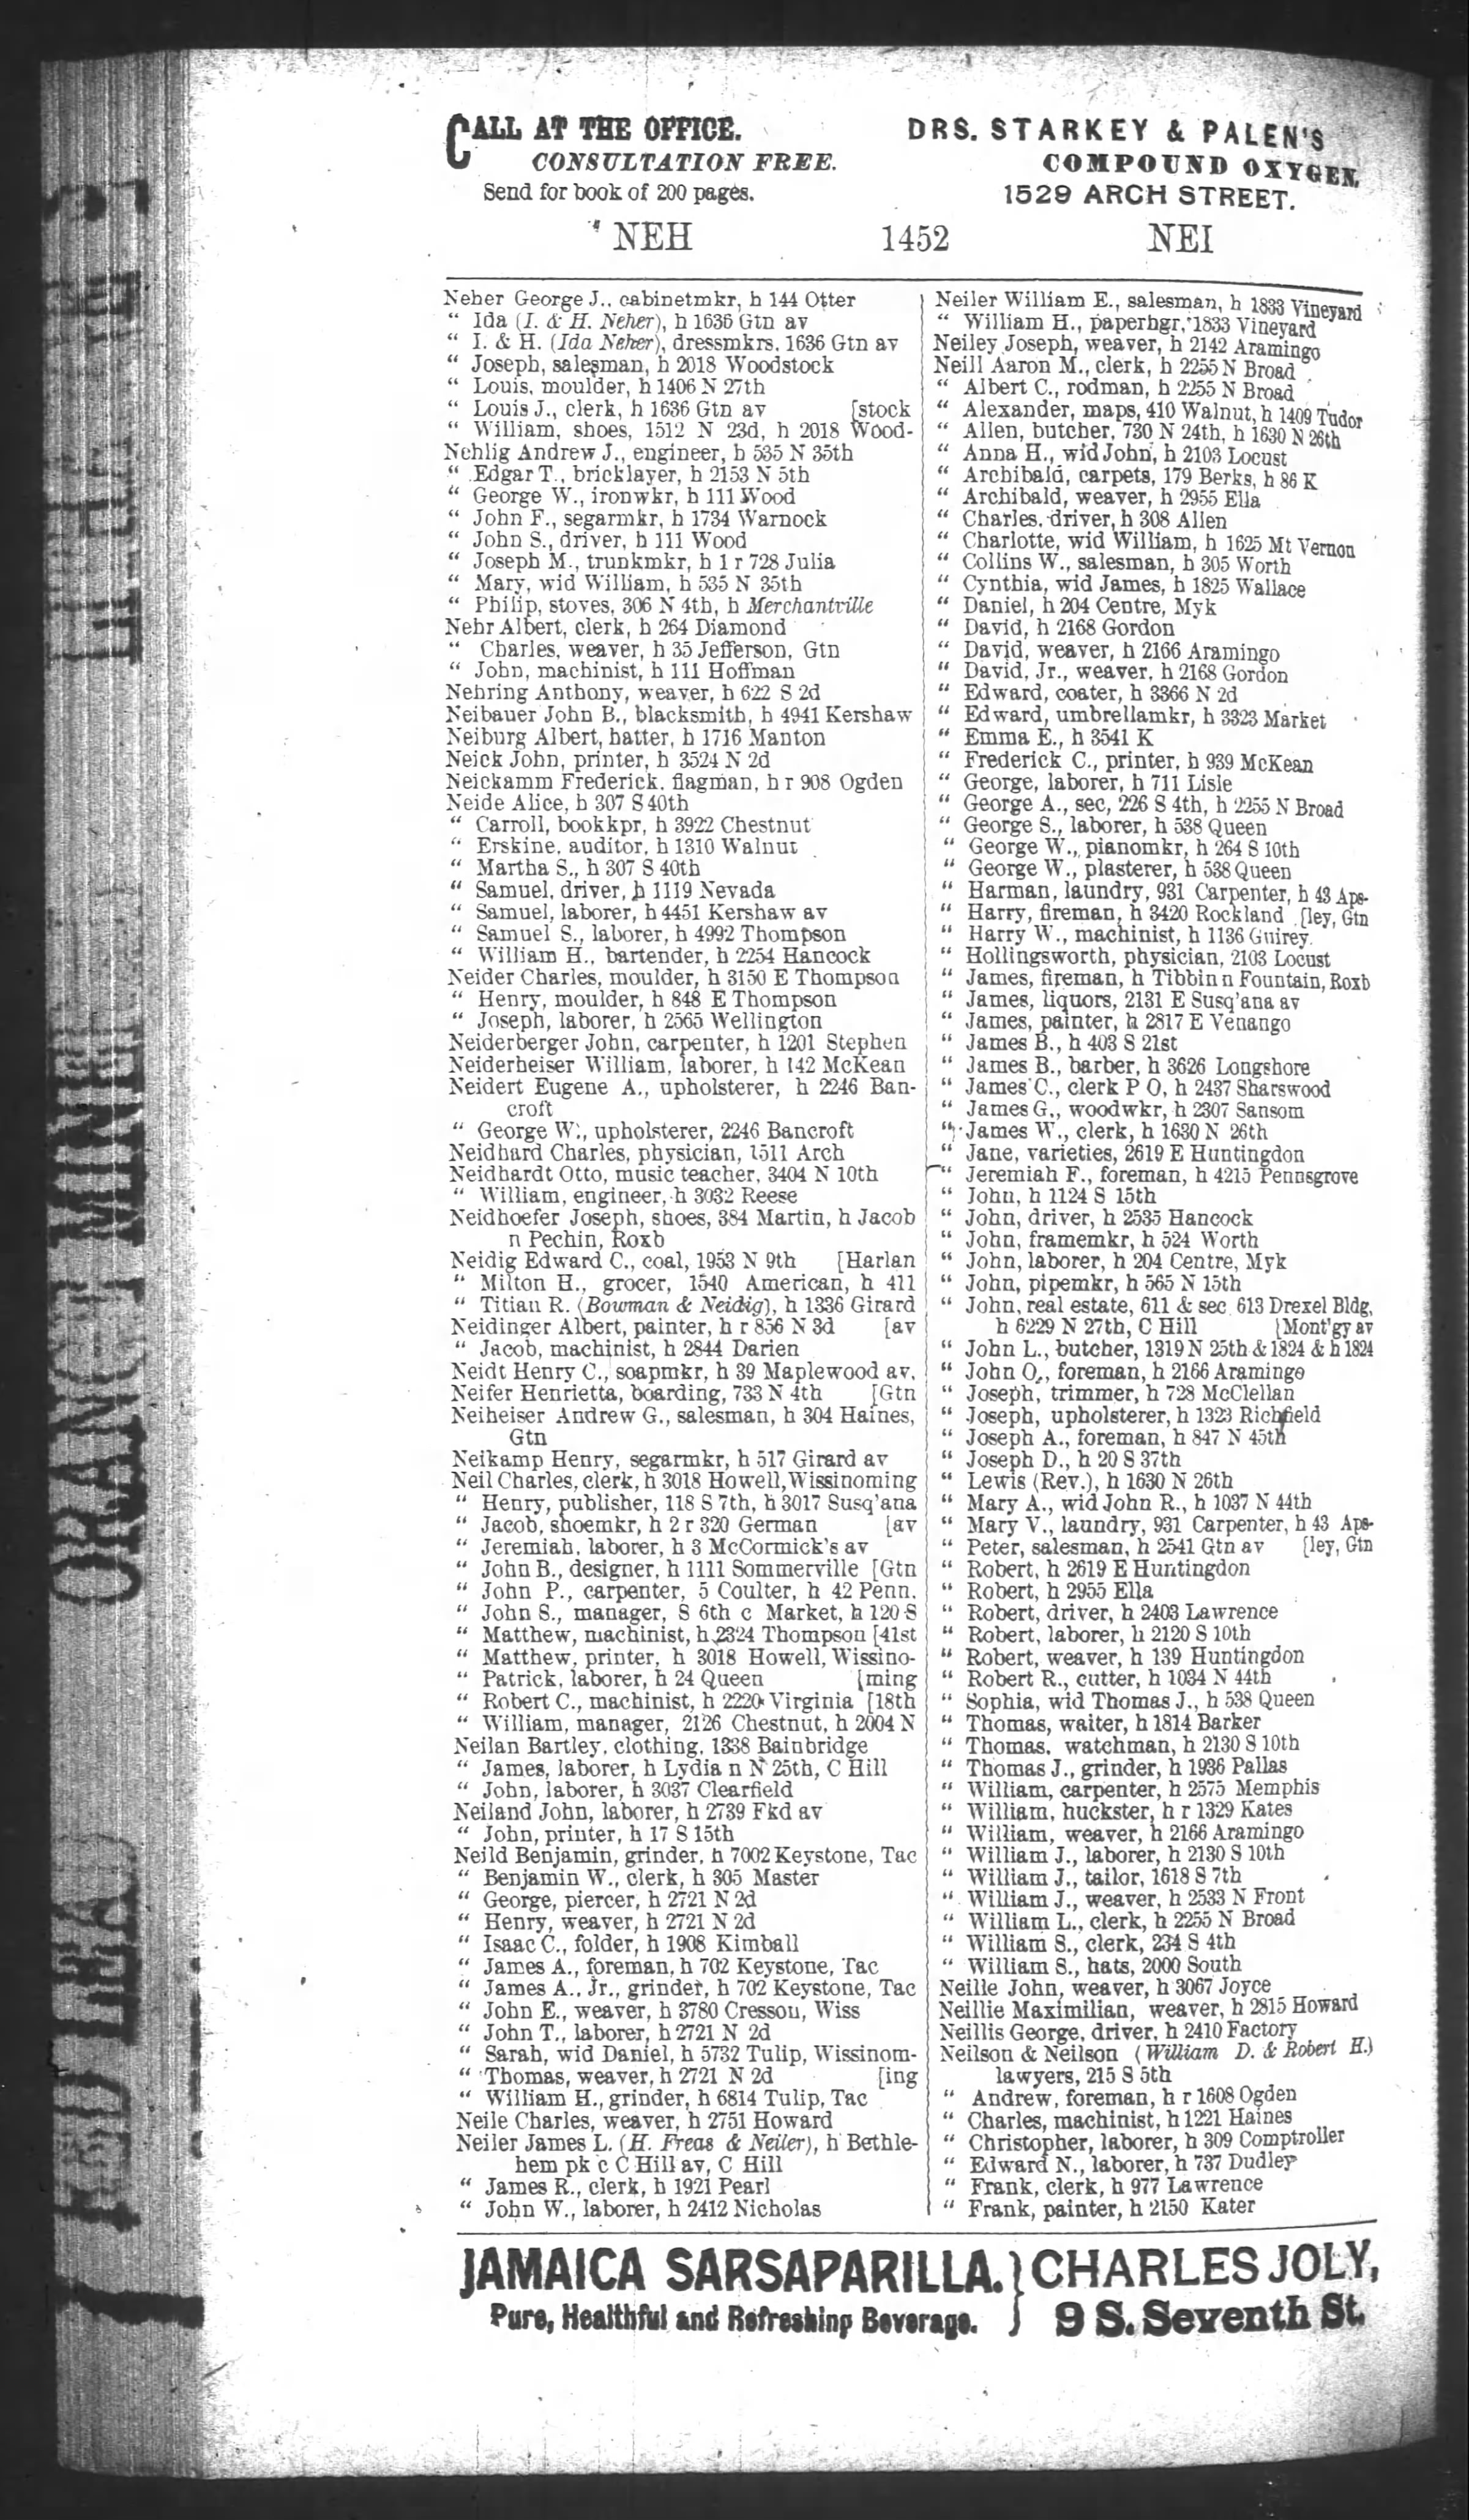 CALL AT THE OFFICE.
CONSULTATION FREE.
Send for book of 200 pages.
DRS. STARKEY & PALEN'S
COMPOUND OXYGEN,
1529 ARCH STREET.
NEH 1452 NEI
Neher George J., cabinetmkr, h 144 Otter
“ Ida (I. & H. Neher), h 1636 Gtn av
“ I. & H. (Ida Neher), dressmkrs. 1636 Gtn av
“ Joseph, salesman, h 2018 Woodstock
“ Louis, moulder, h 1406 N 27th
“ Louis J., clerk, h 1636 Gtn av [stock
“ William, shoes, 1512 N 23d, h 2018 Wood-
Nehlig Andrew J., engineer, h 535 N 35th
“ Edgar T., bricklayer, h 2153 N 5th
“ George W., ironwkr, h 111 Wood
“ John F., segarmkr, h 1734 Warnock
“ John S., driver, h 111 Wood
“ Joseph M., trunkmkr, h 1 r 728 Julia
“ Mary, wid William, h 535 N 35th
“ Philip, stoves, 306 N 4th, h Merchantville
Nehr Albert, clerk, h 264 Diamond
“ Charles, weaver, h 35 Jefferson, Gtn
“ John, machinist, h 111 Hoffman
Nehring Anthony, weaver, h 622 S 2d
Neibauer John B., blacksmith, h 4941 Kershaw
Neiburg Albert, hatter, h 1716 Manton
Neick John, printer, h 3524 N 2d
Neickamm Frederick, flagman, h r 908 Ogden
Neide Alice, h 307 S 40th
“ Carroll, bookkpr, h 3922 Chestnut
“ Erskine, auditor, h 1310 Walnut
“ Martha S., h 307 S 40th
“ Samuel, driver, h 1119 Nevada
“ Samuel, laborer, h 4451 Kershaw av
“ Samuel S., laborer, h 4992 Thompson
“ William H., bartender, h 2254 Hancock
Neider Charles, moulder, h 3150 E Thompson
“ Henry, moulder, h 848 E Thompson
“ Joseph, laborer, h 2565 Wellington
Neiderberger John, carpenter, h 1201 Stephen
Neiderheiser William, laborer, h 142 McKean
Neidert Eugene A., upholsterer, h 2246 Ban-
croft
“ George W., upholsterer, 2246 Bancroft
Neidhard Charles, physician, 1511 Arch
Neidhardt Otto, music teacher, 3404 N 10th
“ William, engineer, h 3032 Reese
Neidhoefer Joseph, shoes, 384 Martin, h Jacob
n Pechin, Roxb
Neidig Edward C., coal, 1953 N 9th [Harlan
“ Milton H., grocer, 1540 American, h 411
“ Titian R. (Bowman & Neidig), h 1336 Girard
Neidinger Albert, painter, h r 856 N 3d [av
“ Jacob, machinist, h 2844 Darien
Neidt Henry C., soapmkr, h 39 Maplewood av,
Neifer Henrietta, boarding, 733 N 4th [Gtn
Neiheiser Andrew G., salesman, h 304 Haines,
Gtn
Neikamp Henry, segarmkr, h 517 Girard av
Neil Charles, clerk, h 3018 Howell, Wissinoming
“ Henry, publisher, 118 S 7th, h 3017 Susq'ana
“ Jacob, shoemkr, h 2 r 320 German [av
“ Jeremiah, laborer, h 3 McCormick's av
“ John B., designer, h 1111 Sommerville [Gtn
“ John P., carpenter, 5 Coulter, h 42 Penn,
“ John S., manager, S 6th c Market, h 120 S
“ Matthew, machinist, h 2324 Thompson [41st
“ Matthew, printer, h 3018 Howell, Wissino-
“ Patrick, laborer, h 24 Queen [ming
“ Robert C., machinist, h 2220 Virginia [18th
“ William, manager, 2126 Chestnut, h 2004 N
Neilan Bartley, clothing, 1338 Bainbridge
“ James, laborer, h Lydia n N 25th, C Hill
“ John, laborer, h 3037 Clearfield
Neiland John, laborer, h 2739 Fkd av
“ John, printer, h 17 S 15th
Neild Benjamin, grinder, h 7002 Keystone, Tac
“ Benjamin W., clerk, h 305 Master
“ George, piercer, h 2721 N 2d
“ Henry, weaver, h 2721 N 2d
“ Isaac C., folder, h 1908 Kimball
“ James A., foreman, h 702 Keystone, Tac
“ James A., Jr., grinder, h 702 Keystone, Tac
“ John E., weaver, h 3780 Cresson, Wiss
“ John T., laborer, h 2721 N 2d
“ Sarah, wid Daniel, h 5732 Tulip, Wissinom-
“ Thomas, weaver, h 2721 N 2d [ing
“ William H., grinder, h 6814 Tulip, Tac
Neile Charles, weaver, h 2751 Howard
Neiler James L. (H. Freas & Neiler), h Bethle-
hem pk c C Hill av, C Hill
“ James R., clerk, h 1921 Pearl
“ John W., laborer, h 2412 Nicholas
Neiler William E., salesman, h 1833 Vineyard
“ William H., paperhgr, 1833 Vineyard
Neiley Joseph, weaver, h 2142 Aramingo
Neill Aaron M., clerk, h 2255 N Broad
“ Albert C., rodman, h 2255 N Broad
“ Alexander, maps, 410 Walnut, h 1409 Tudor
“ Allen, butcher, 730 N 24th, h 1630 N 26th
“ Anna H., wid John, h 2103 Locust
“ Archibald, carpets, 179 Berks, h 86 K
“ Archibald, weaver, h 2955 Ella
“ Charles, driver, h 308 Allen
“ Charlotte, wid William, h 1625 Mt Vernon
“ Collins W., salesman, h 305 Worth
“ Cynthia, wid James, h 1825 Wallace
“ Daniel, h 204 Centre, Myk
“ David, h 2168 Gordon
“ David, weaver, h 2166 Aramingo
“ David, Jr., weaver, h 2168 Gordon
“ Edward, coater, h 3366 N 2d
“ Edward, umbrellamkr, h 3323 Market
“ Emma E., h 3541 K
“ Frederick C., printer, h 939 McKean
“ George, laborer, h 711 Lisle
“ George A., sec, 226 S 4th, h 2255 N Broad
“ George S., laborer, h 538 Queen
“ George W., pianomkr, h 264 S 10th
“ George W., plasterer, h 538 Queen
“ Harman, laundry, 931 Carpenter, h 43 Aps-
“ Harry, fireman, h 3420 Rockland [ley, Gtn
“ Harry W., machinist, h 1136 Guirey
“ Hollingsworth, physician, 2103 Locust
“ James, fireman, h Tibbin n Fountain, Roxb
“ James, liquors, 2131 E Susq'ana av
“ James, painter, h 2817 E Venango
“ James B., h 403 S 21st
“ James B., barber, h 3626 Longshore
“ James C., clerk P O, h 2437 Sharswood
“ James G., woodwkr, h 2307 Sansom
“ James W., clerk, h 1630 N 26th
“ Jane, varieties, 2619 E Huntingdon
“ Jeremiah F., foreman, h 4215 Pennsgrove
“ John, h 1124 S 15th
“ John, driver, h 2535 Hancock
“ John, framemkr, h 524 Worth
“ John, laborer, h 204 Centre, Myk
“ John, pipemkr, h 565 N 15th
“ John, real estate, 611 & sec 613 Drexel Bldg,
h 6229 N 27th, C Hill [Mont'gy av
“ John L., butcher, 1319 N 25th & 1824 & h 1824
“ John O., foreman, h 2166 Aramingo
“ Joseph, trimmer, h 728 McClellan
“ Joseph, upholsterer, h 1323 Richfield
“ Joseph A., foreman, h 847 N 45th
“ Joseph D., h 20 S 37th
“ Lewis (Rev.), h 1630 N 26th
“ Mary A., wid John R., h 1037 N 44th
“ Mary V., laundry, 931 Carpenter, h 43 Aps-
“ Peter, salesman, h 2541 Gtn av [ley, Gtn
“ Robert, h 2619 E Huntingdon
“ Robert, h 2955 Ella
“ Robert, driver, h 2403 Lawrence
“ Robert, laborer, h 2120 S 10th
“ Robert, weaver, h 139 Huntingdon
“ Robert R., cutter, h 1034 N 44th
“ Sophia, wid Thomas J., h 538 Queen
“ Thomas, waiter, h 1814 Barker
“ Thomas, watchman, h 2130 S 10th
“ Thomas J., grinder, h 1936 Pallas
“ William, carpenter, h 2575 Memphis
“ William, huckster, h r 1329 Kates
“ William, weaver, h 2166 Aramingo
“ William J., laborer, h 2130 S 10th
“ William J., tailor, 1618 S 7th
“ William J., weaver, h 2533 N Front
“ William L., clerk, h 2255 N Broad
“ William S., clerk, 234 S 4th
“ William S., hats, 2000 South
Neille John, weaver, h 3067 Joyce
Neillie Maximilian, weaver, h 2815 Howard
Neillis George, driver, h 2410 Factory
Neilson & Neilson (William D. & Robert H.)
lawyers, 215 S 5th
“ Andrew, foreman, h r 1608 Ogden
“ Charles, machinist, h 1221 Haines
“ Christopher, laborer, h 309 Comptroller
“ Edward N., laborer, h 737 Dudley
“ Frank, clerk, h 977 Lawrence
“ Frank, painter, h 2150 Kater
JAMAICA SARSAPARILLA.
Pure, Healthful and Refreshing Beverage.
CHARLES JOLY,
9 S. Seventh St.
RED LEAD
ORANGE MINERAL